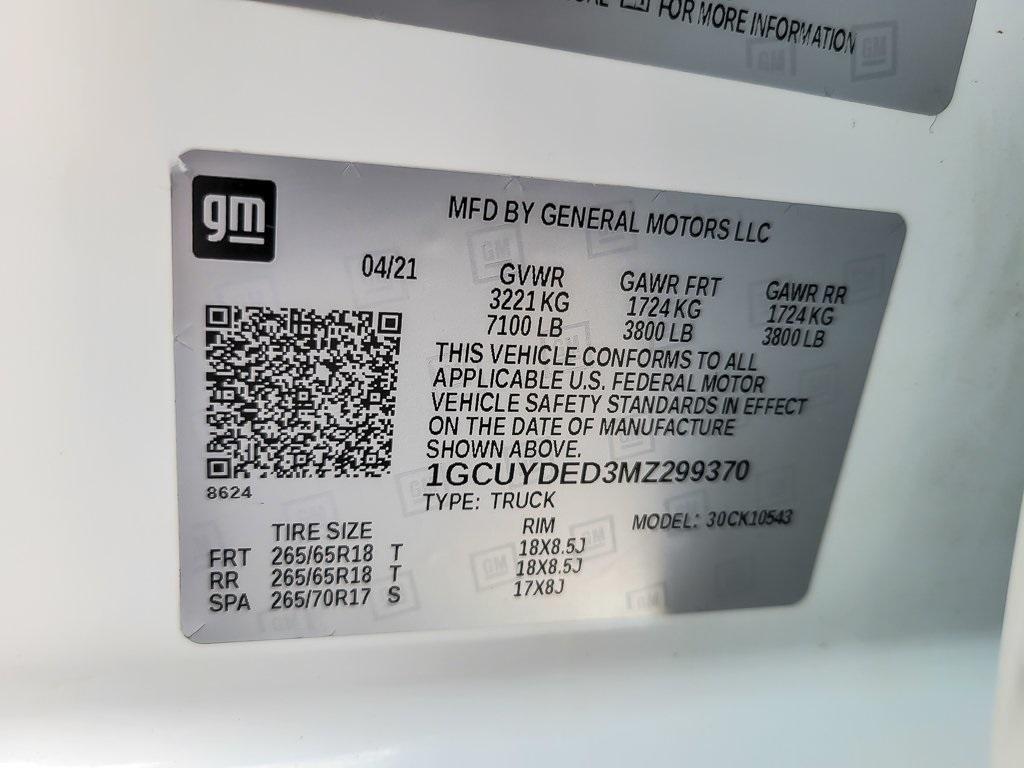 FOR MORE INFORMATION
gm
MFD BY GENERAL MOTORS LLC
04/21 GVWR GAWR FRT GAWR RR
3221 KG 1724 KG 1724 KG
7100 LB 3800 LB 3800 LB
THIS VEHICLE CONFORMS TO ALL
APPLICABLE U.S. FEDERAL MOTOR
VEHICLE SAFETY STANDARDS IN EFFECT
ON THE DATE OF MANUFACTURE
SHOWN ABOVE.
1GCUYDED3MZ299370
8624
TYPE: TRUCK
TIRE SIZE RIM MODEL: 30CK10543
FRT 265/65R18 T 18X8.5J
RR 265/65R18 T 18X8.5J
SPA 265/70R17 S 17X8J